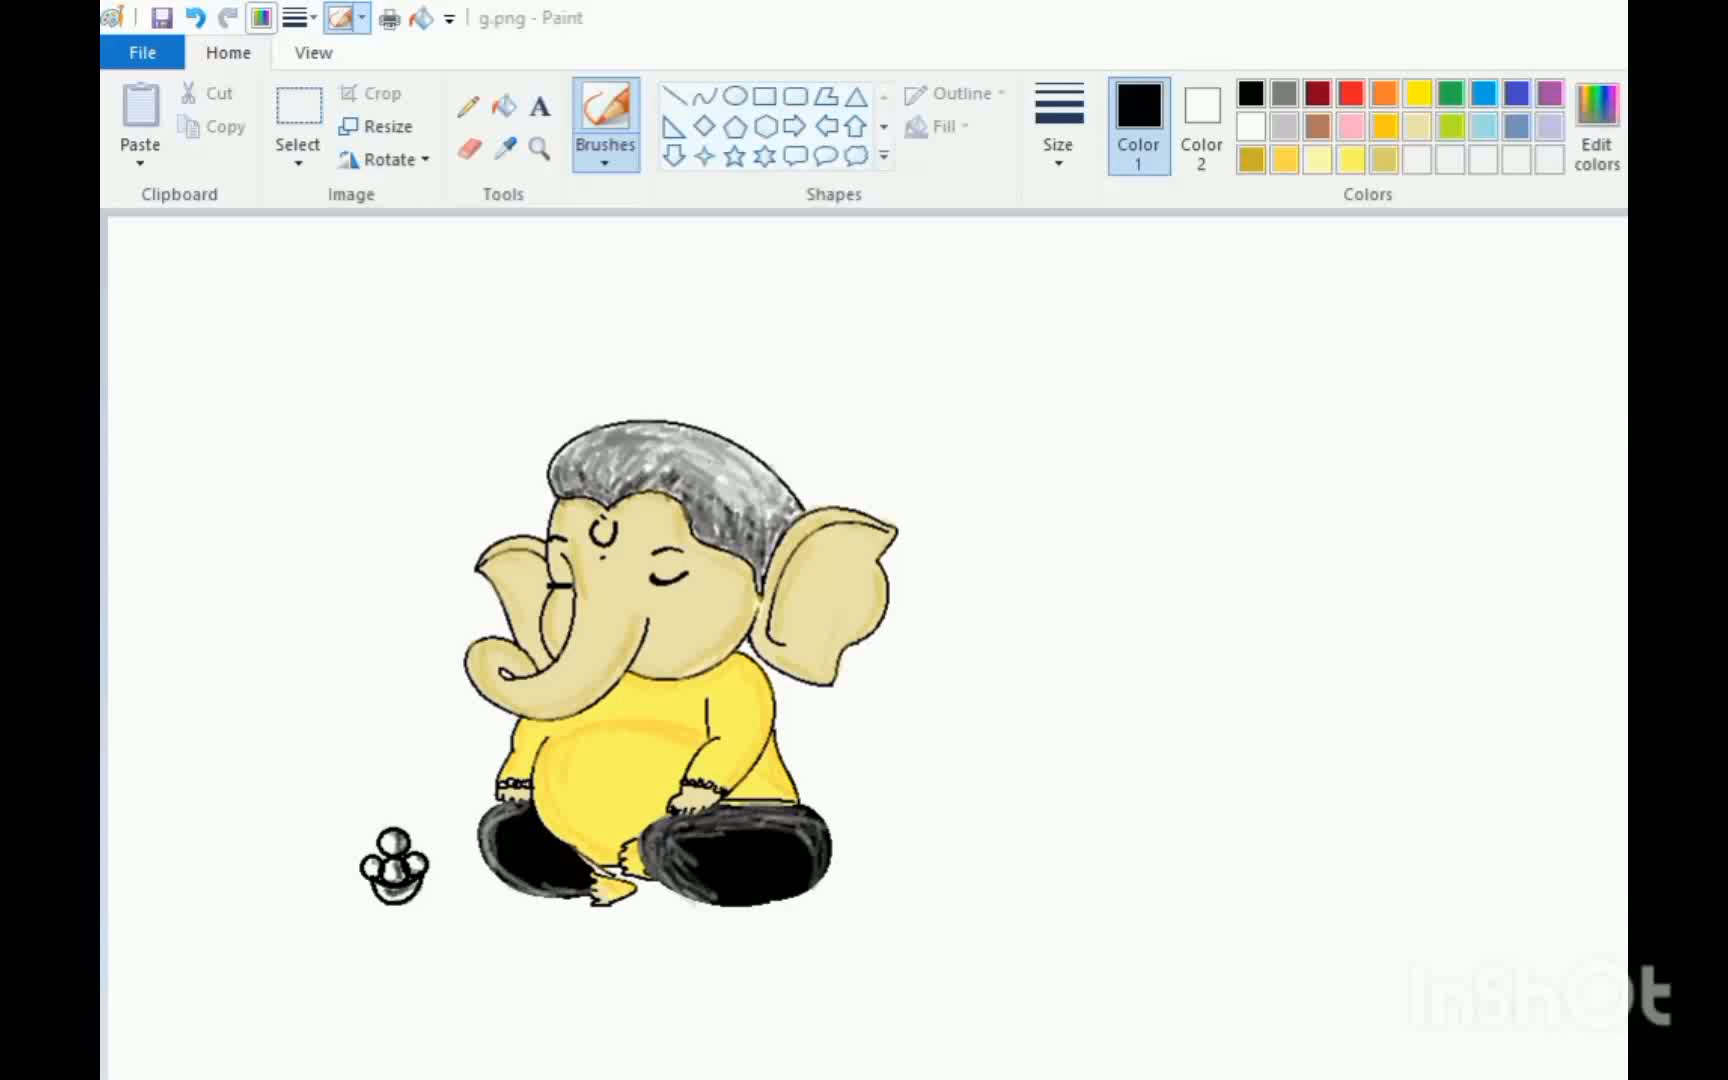 g.png - Paint
File Home View
Cut
Crop
Outline
Copy
Resize
Fill
Paste
Select
Rotate
Brushes
Size
Color 1
Color 2
Edit colors
Clipboard
Image
Tools
Shapes
Colors
InShOt